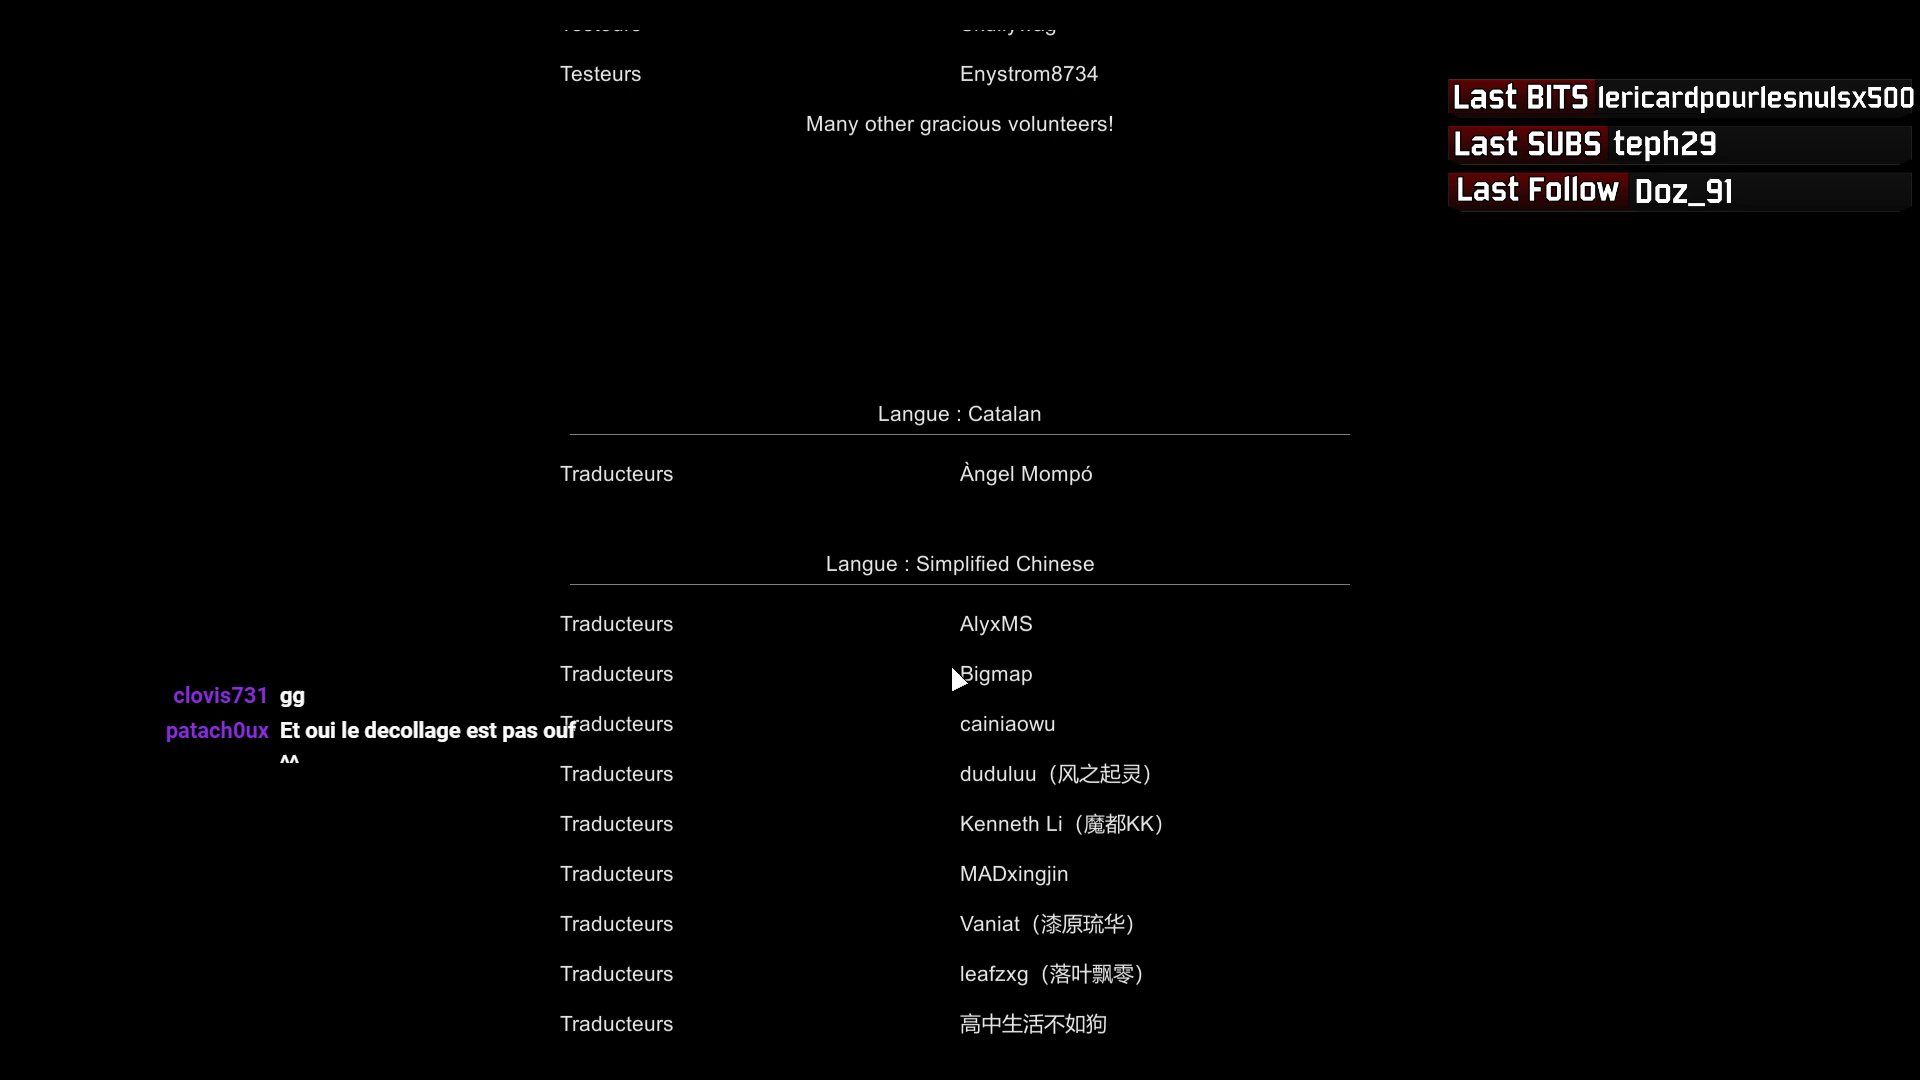 Testeurs Enystrom8734
Many other gracious volunteers!
Last BITS lericardpourlesnulsx500
Last SUBS teph29
Last Follow Doz_91
Langue : Catalan
Traducteurs Àngel Mompó
Langue : Simplified Chinese
Traducteurs AlyxMS
Traducteurs Bigmap
Traducteurs cainiaowu
Traducteurs duduluu（风之起灵）
Traducteurs Kenneth Li（魔都KK）
Traducteurs MADxingjin
Traducteurs Vaniat（漆原琉华）
Traducteurs leafzxg（落叶飘零）
Traducteurs 高中生活不如狗
clovis731 gg
patach0ux Et oui le decollage est pas ouf
^^